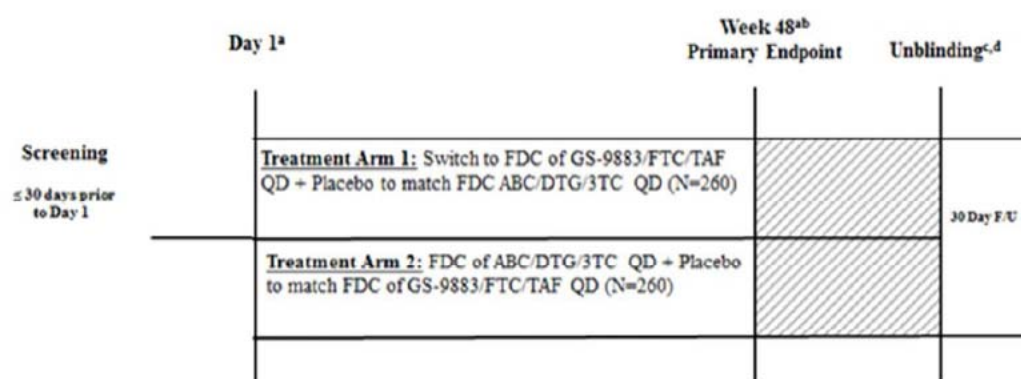 Day 1ᵃ
Week 48ᵃᵇ
Primary Endpoint
Unblindingᶜ,ᵈ
Screening
≤ 30 days prior
to Day 1
Treatment Arm 1: Switch to FDC of GS-9883/FTC/TAF
QD + Placebo to match FDC ABC/DTG/3TC QD (N=260)
30 Day F/U
Treatment Arm 2: FDC of ABC/DTG/3TC QD + Placebo
to match FDC of GS-9883/FTC/TAF QD (N=260)